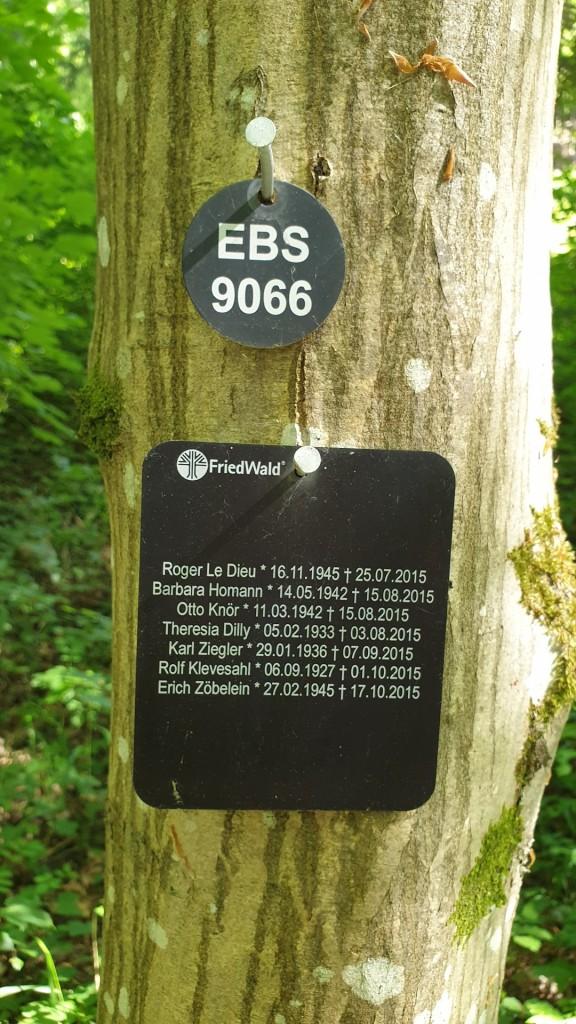 EBS
9066
FriedWald®
Roger Le Dieu * 16.11.1945 † 25.07.2015
Barbara Homann * 14.05.1942 † 15.08.2015
Otto Knör * 11.03.1942 † 15.08.2015
Theresia Dilly * 05.02.1933 † 03.08.2015
Karl Ziegler * 29.01.1936 † 07.09.2015
Rolf Klevesahl * 06.09.1927 † 01.10.2015
Erich Zöbelein * 27.02.1945 † 17.10.2015